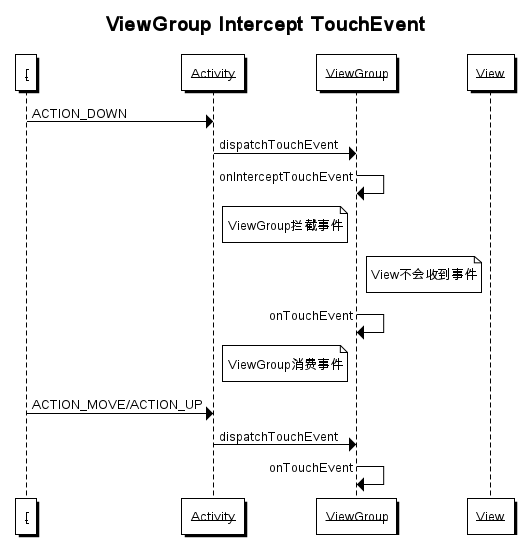 ViewGroup Intercept TouchEvent
[ Activity ViewGroup View
ACTION_DOWN
dispatchTouchEvent
onInterceptTouchEvent
ViewGroup拦截事件
View不会收到事件
onTouchEvent
ViewGroup消费事件
ACTION_MOVE/ACTION_UP
dispatchTouchEvent
onTouchEvent
[ Activity ViewGroup View